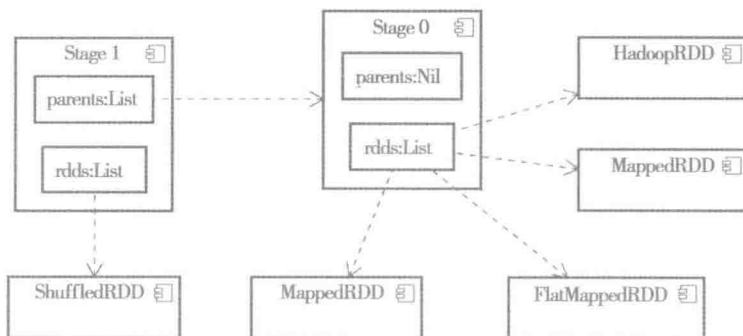 Stage 1
parents:List
rdds:List
Stage 0
parents:Nil
rdds:List
HadoopRDD
MappedRDD
ShuffledRDD
MappedRDD
FlatMappedRDD